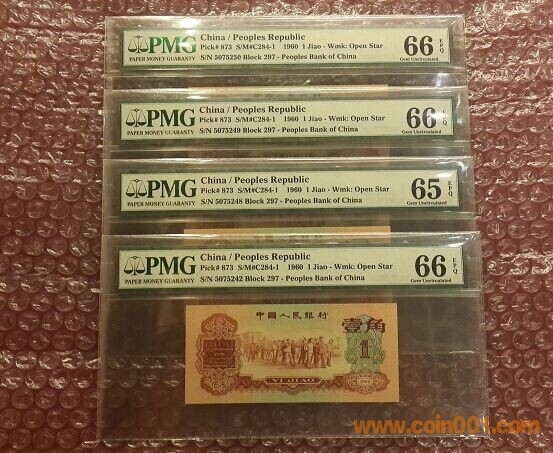 PMG
PAPER MONEY GUARANTY
China / Peoples Republic
Pick# 873 S/M#C284-1 1960 1 Jiao - Wmk: Open Star
S/N 5075250 Block 297 - Peoples Bank of China
66 EPQ
Gem Uncirculated
PMG
PAPER MONEY GUARANTY
China / Peoples Republic
Pick# 873 S/M#C284-1 1960 1 Jiao - Wmk: Open Star
S/N 5075249 Block 297 - Peoples Bank of China
66 EPQ
Gem Uncirculated
PMG
PAPER MONEY GUARANTY
China / Peoples Republic
Pick# 873 S/M#C284-1 1960 1 Jiao - Wmk: Open Star
S/N 5075248 Block 297 - Peoples Bank of China
65 EPQ
Gem Uncirculated
PMG
PAPER MONEY GUARANTY
China / Peoples Republic
Pick# 873 S/M#C284-1 1960 1 Jiao - Wmk: Open Star
S/N 5075242 Block 297 - Peoples Bank of China
66 EPQ
Gem Uncirculated
中國人民銀行
壹角
1
YI JIAO
www.coin001.com